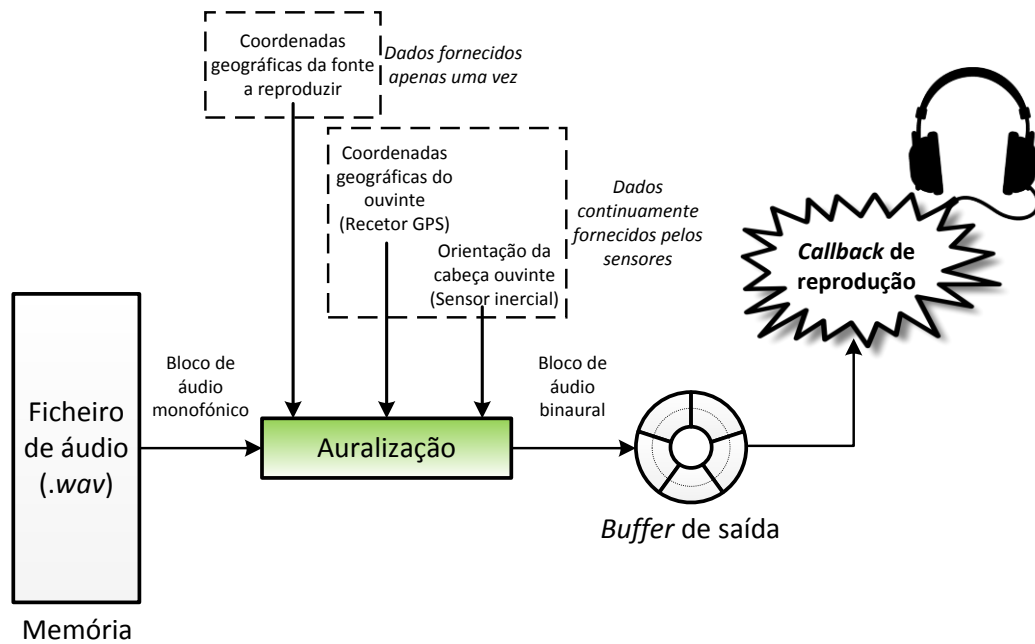 Coordenadas
geográficas da fonte
a reproduzir
Dados fornecidos
apenas uma vez
Coordenadas
geográficas do
ouvinte
(Recetor GPS)
Orientação da
cabeça ouvinte
(Sensor inercial)
Dados
continuamente
fornecidos pelos
sensores
Callback de
reprodução
Ficheiro
de áudio
(.wav)
Memória
Bloco de
áudio
monofónico
Auralização
Bloco de
áudio
binaural
Buffer de saída